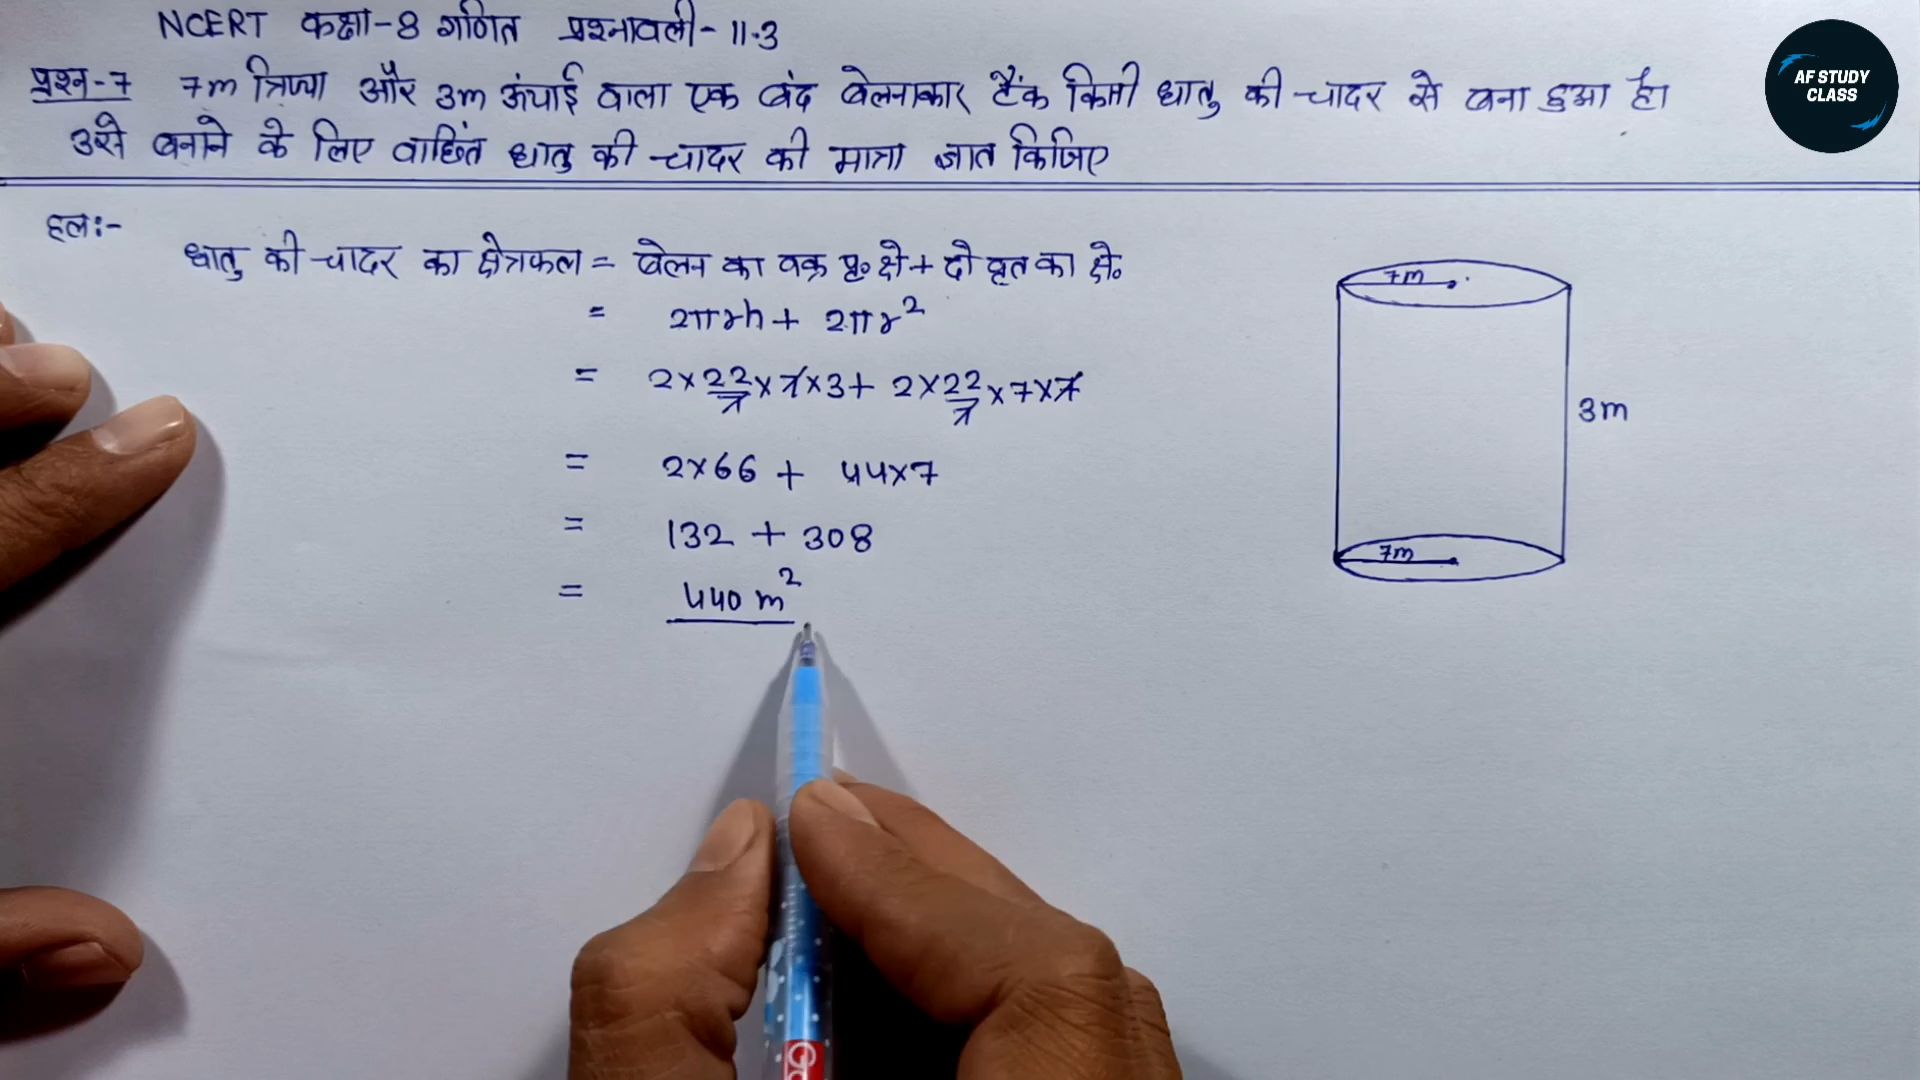 NCERT कक्षा-8 गणित प्रश्नावली-11.3
AF STUDY
CLASS
प्रश्न-7 7m त्रिज्या और 3m ऊंचाई वाला एक बंद बेलनाकार टैंक किसी धातु की चादर से बना हुआ है।
उसे बनाने के लिए वांछित धातु की चादर की मात्रा ज्ञात किजिए
हलः-
धातु की चादर का क्षेत्रफल = बेलन का वक्र पृ॰ क्षे + दो वृत का क्षे॰
= 2πrh + 2πr²
= 2×22/7×7×3+ 2×22/7×7×7
= 2×66 + 44×7
= 132 + 308
= 440 m²
7m
3m
7m